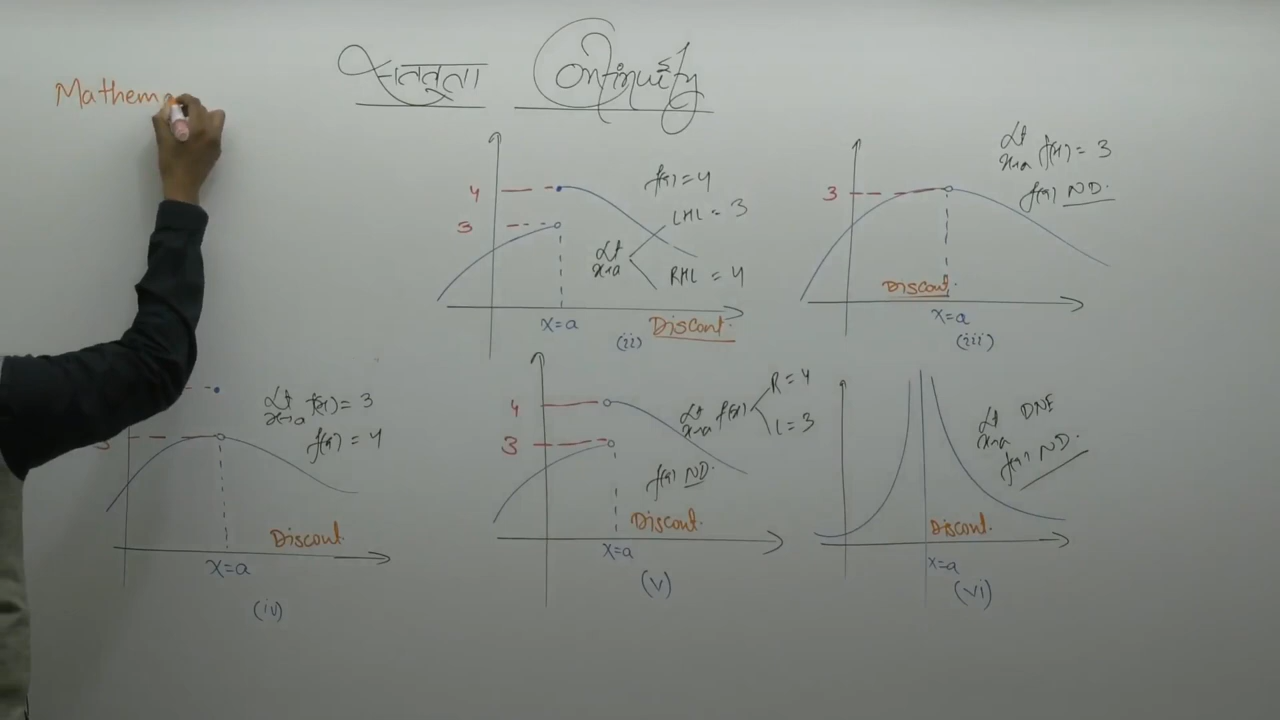 सततता Continuity
Mathem
4
3
f(a) = 4
LHL = 3
Lt
x→a
RHL = 4
x=a
Discont.
(ii)
Lt f(x) = 3
x→a
f(a) ND.
3
Discont.
x=a
(iii)
Lt f(x) = 3
x→a
f(a) = 4
3
Discont.
x=a
(iv)
4
3
Lt f(x)
x→a
R = 4
L = 3
f(a) ND.
Discont.
x=a
(v)
Lt DNE
x→a
f(a) ND.
Discont.
x=a
(vi)